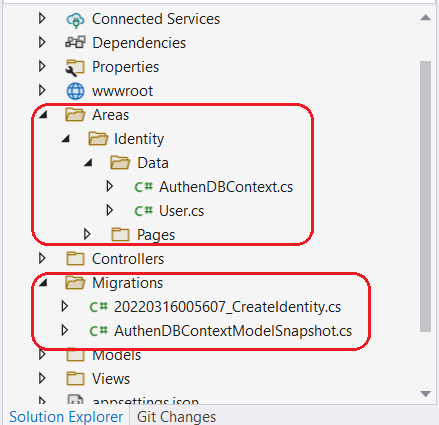 Connected Services
Dependencies
Properties
wwwroot
Areas
Identity
Data
C# AuthenDBContext.cs
C# User.cs
Pages
Controllers
Migrations
C# 20220316005607_CreateIdentity.cs
C# AuthenDBContextModelSnapshot.cs
Models
Views
appsettings.json
Solution Explorer Git Changes